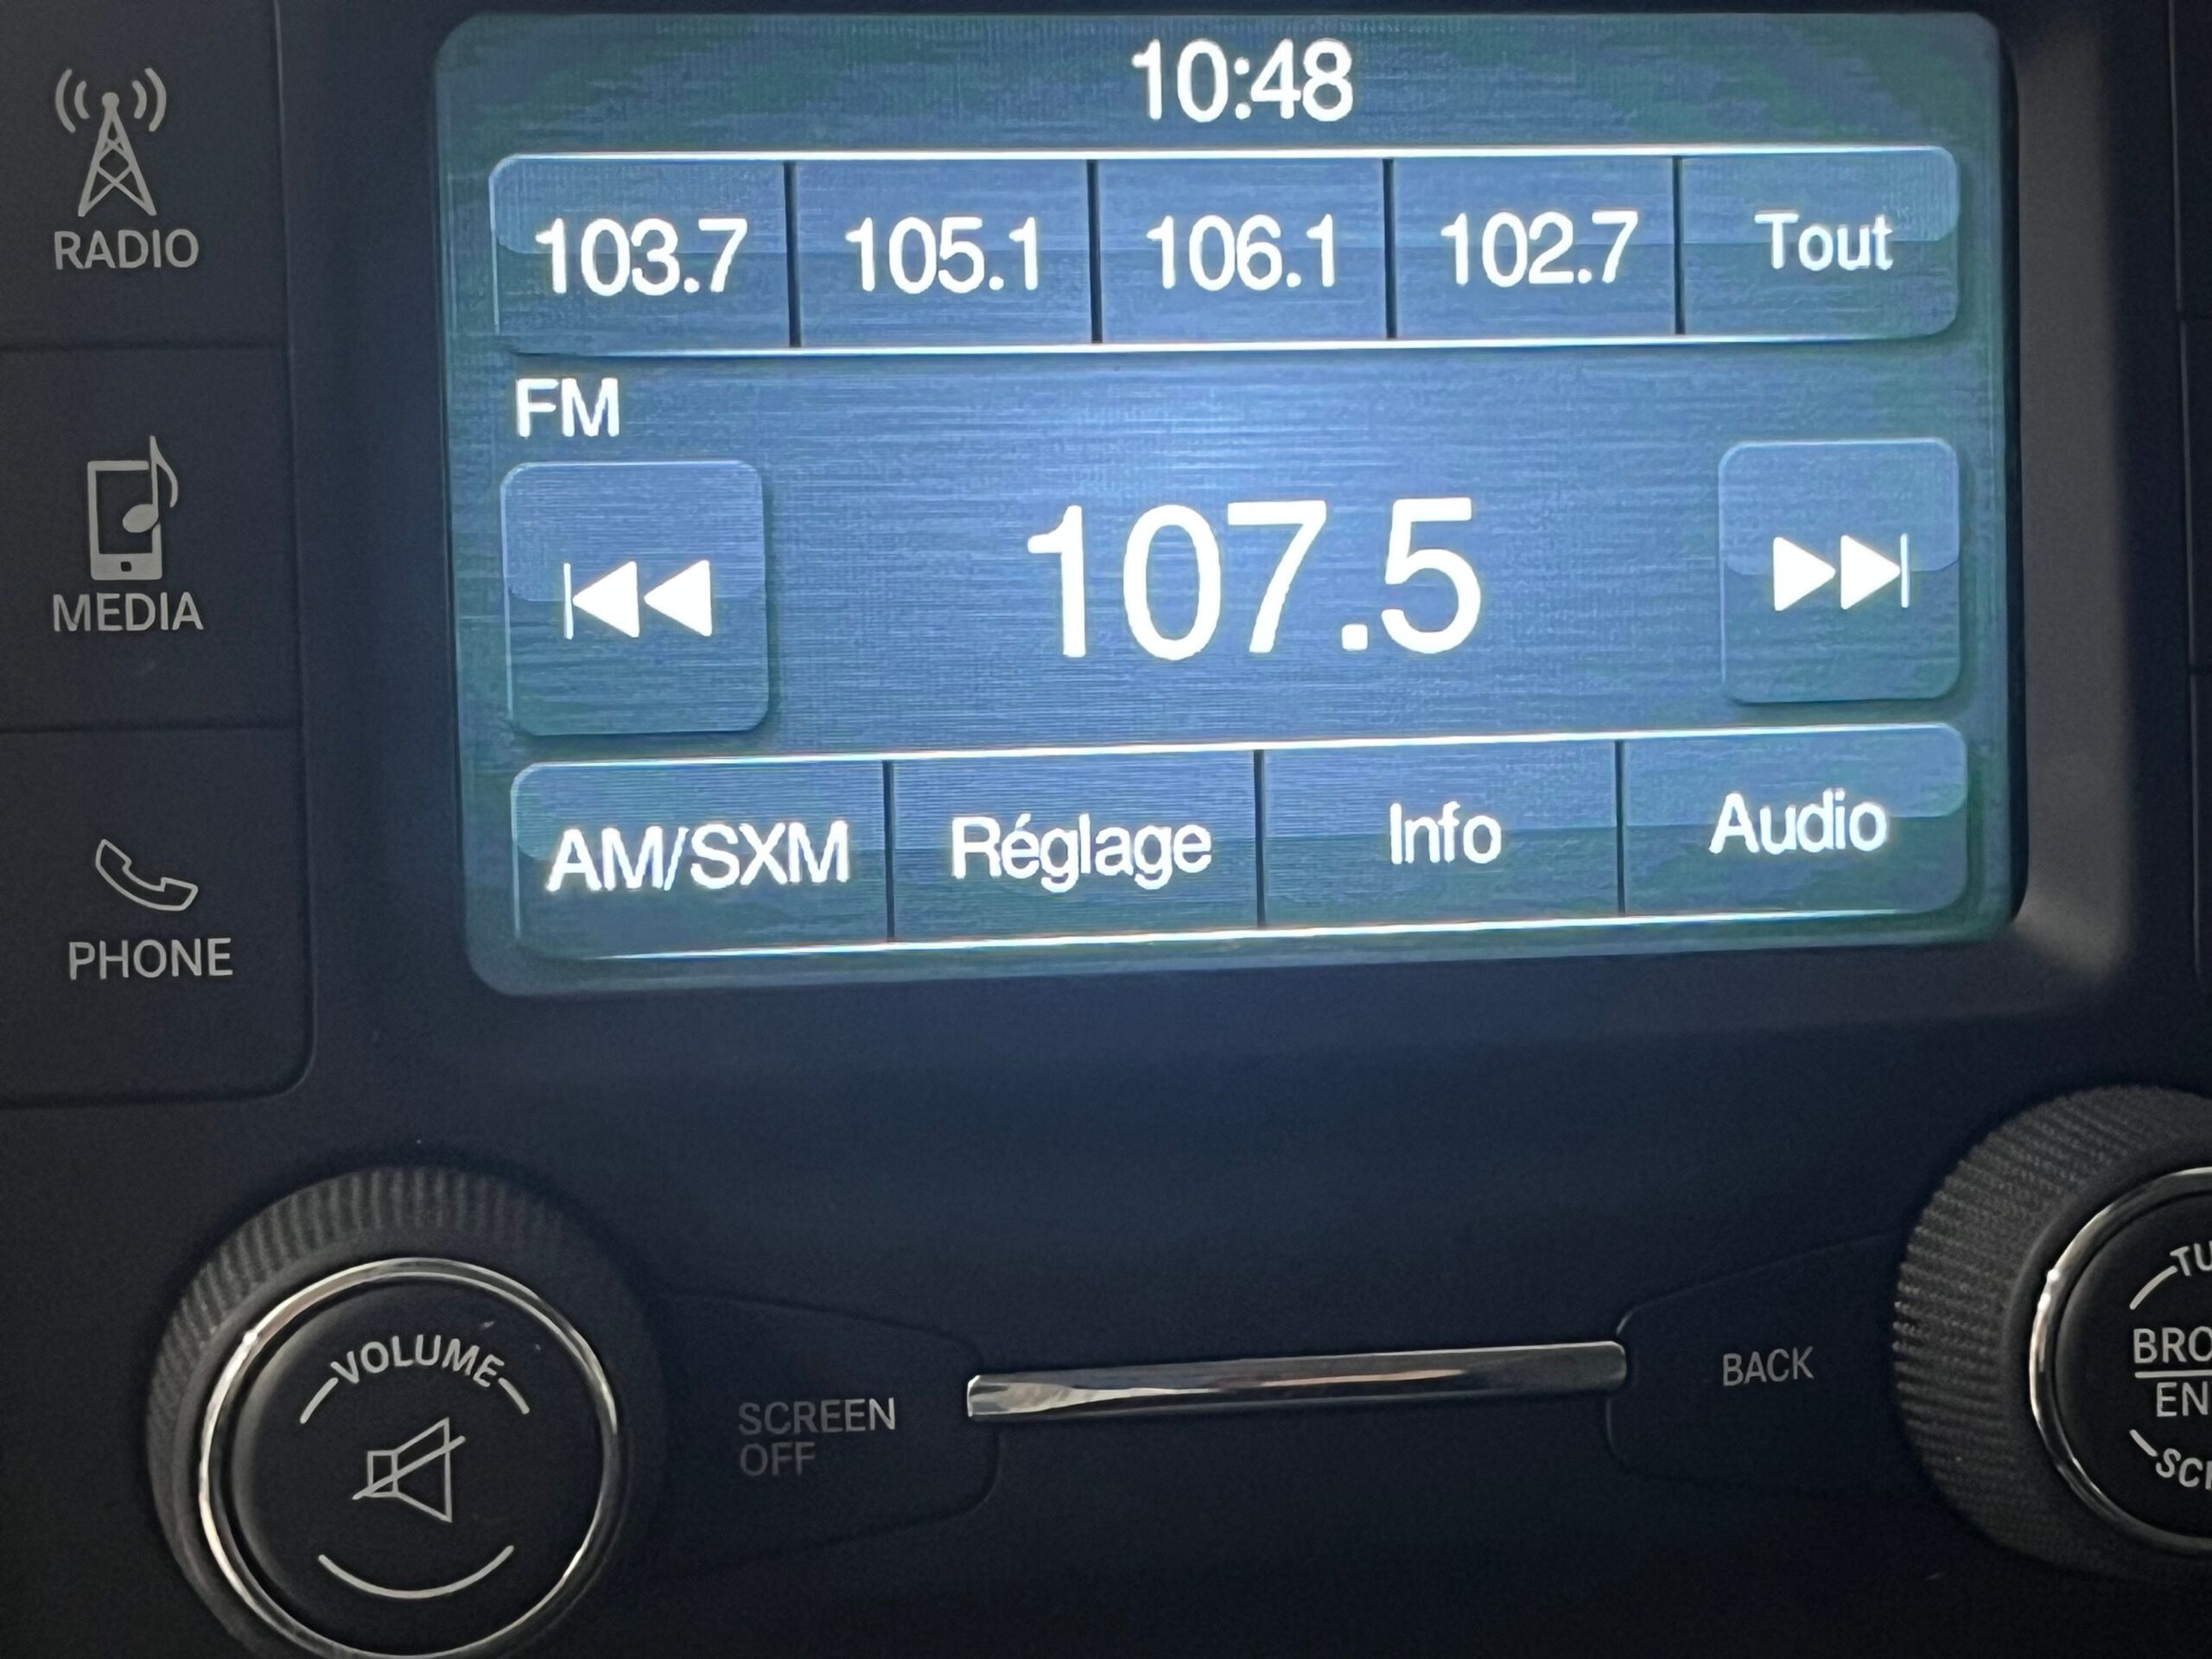 10:48
103.7 105.1 106.1 102.7 Tout
FM
107.5
AM/SXM Réglage Info Audio
RADIO
MEDIA
PHONE
VOLUME
SCREEN
OFF
BACK